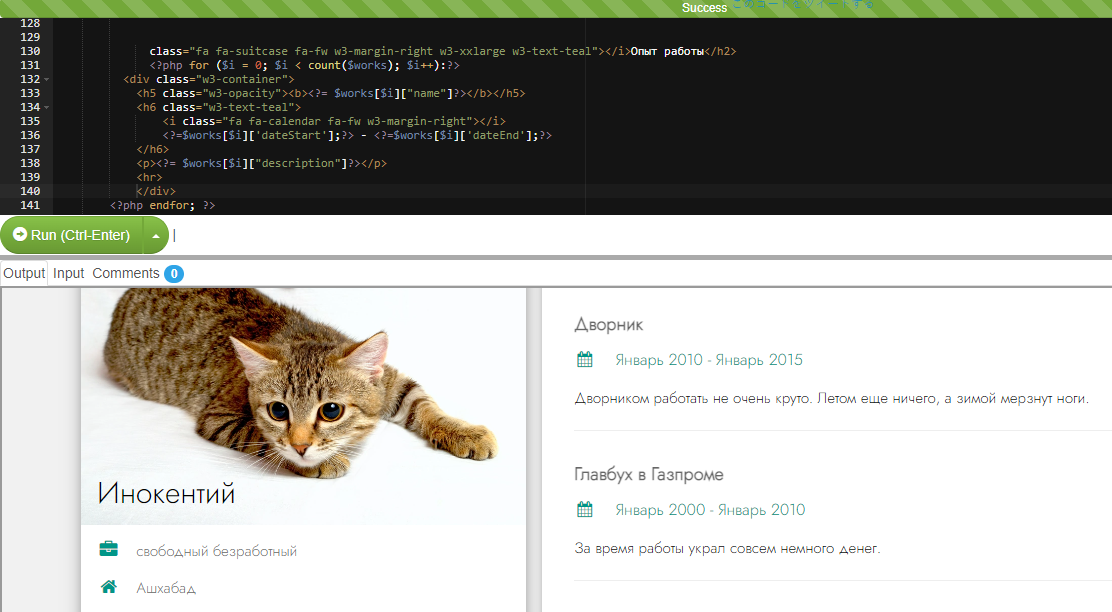 Success このコードをツイートする
128
129
130 class="fa fa-suitcase fa-fw w3-margin-right w3-xxlarge w3-text-teal"></i>Опыт работы</h2>
131 <?php for ($i = 0; $i < count($works); $i++):?>
132 <div class="w3-container">
133 <h5 class="w3-opacity"><b><?= $works[$i]["name"]?></b></h5>
134 <h6 class="w3-text-teal">
135 <i class="fa fa-calendar fa-fw w3-margin-right"></i>
136 <?=$works[$i]['dateStart'];?> - <?=$works[$i]['dateEnd'];?>
137 </h6>
138 <p><?= $works[$i]["description"]?></p>
139 <hr>
140 </div>
141 <?php endfor; ?>
Run (Ctrl-Enter) |
Output Input Comments 0
Инокентий
свободный безработный
Ашхабад
Дворник
Январь 2010 - Январь 2015
Дворником работать не очень круто. Летом еще ничего, а зимой мерзнут ноги.
Главбух в Газпроме
Январь 2000 - Январь 2010
За время работы украл совсем немного денег.